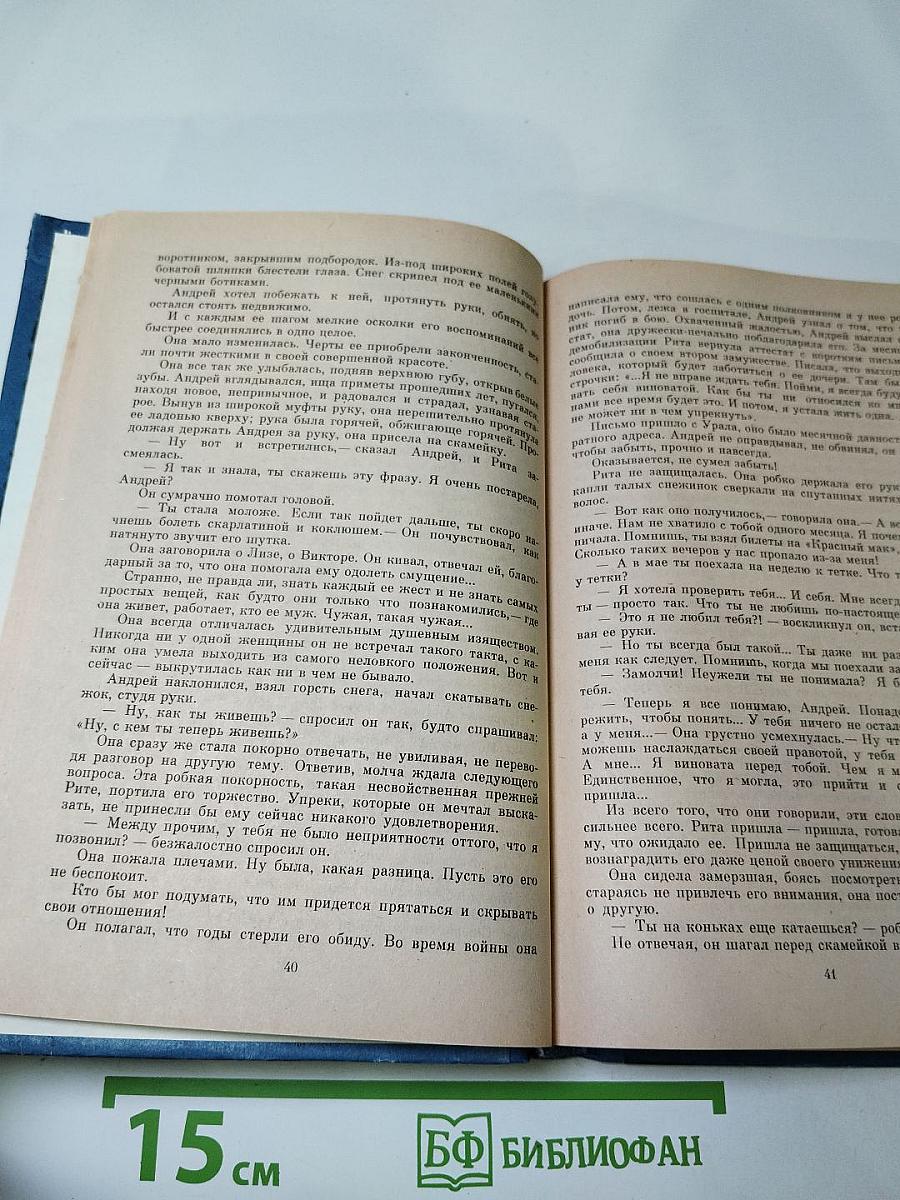 воротником, закрывшим подбородок. Из-под широких полей голу-
боватой шляпки блестели глаза. Снег скрипел под ее маленькими
черными ботиками.
Андрей хотел побежать к ней, протянуть руки, обнять, но
остался стоять недвижимо.
И с каждым ее шагом мелкие осколки его воспоминаний все
быстрее соединялись в одно целое.
Она мало изменилась. Черты ее приобрели законченность, ста-
ли почти жесткими в своей совершенной красоте.
Она все так же улыбалась, подняв верхнюю губу, открыв белые
зубы. Андрей вглядывался, ища приметы прошедших лет, пугался,
находя новое, непривычное, и радовался и страдал, узнавая ста-
рое. Вынув из широкой муфты руку, она нерешительно протянула
ее ладонью кверху; рука была горячей, обжигающе горячей. Про-
должая держать Андрея за руку, она присела на скамейку.
— Ну вот и встретились,— сказал Андрей, и Рита за-
смеялась.
— Я так и знала, ты скажешь эту фразу. Я очень постарела,
Андрей?
Он сумрачно помотал головой.
— Ты стала моложе. Если так пойдет дальше, ты скоро на-
чнешь болеть скарлатиной и коклюшем.— Он почувствовал, как
натянуто звучит его шутка.
Она заговорила о Лизе, о Викторе. Он кивал, отвечал ей, благо-
дарный за то, что она помогала ему одолеть смущение...
Странно, не правда ли, знать каждый ее жест и не знать самых
простых вещей, как будто они только что познакомились,— где
она живет, работает, кто ее муж. Чужая, такая чужая...
Она всегда отличалась удивительным душевным изяществом.
Никогда ни у одной женщины он не встречал такого такта, с ка-
ким она умела выходить из самого неловкого положения. Вот и
сейчас — выкрутилась как ни в чем не бывало.
Андрей наклонился, взял горсть снега, начал скатывать сне-
жок, студя руки.
— Ну, как ты живешь? — спросил он так, будто спрашивал:
«Ну, с кем ты теперь живешь?»
Она сразу же стала покорно отвечать, не увиливая, не перево-
дя разговор на другую тему. Ответив, молча ждала следующего
вопроса. Эта робкая покорность, такая несвойственная прежней
Рите, портила его торжество. Упреки, которые он мечтал выска-
зать, не принесли бы ему сейчас никакого удовлетворения.
— Между прочим, у тебя не было неприятности оттого, что я
позвонил? — безжалостно спросил он.
Она пожала плечами. Ну была, какая разница. Пусть это его
не беспокоит.
Кто бы мог подумать, что им придется прятаться и скрывать
свои отношения!
Он полагал, что годы стерли его обиду. Во время войны она
40
написала ему, что сошлась с одним полковником и у нее
дочь. Потом, лежа в госпитале, Андрей узнал о том, что
ник погиб в бою. Охваченный жалостью, Андрей выслал
стат, она дружески-печально поблагодарила его. За месяц
демобилизации Рита вернула аттестат с коротким
сообщила о своем втором замужестве. Писала, что
ловека, который будет заботиться о ее дочери. Там
строчки: «...Я не вправе ждать тебя. Пойми, я всегда буду
вать себя виноватой. Как бы ты ни относился ко
нами все время будет это. И потом, я устала жить одна.
не может ни в чем упрекнуть».
Письмо пришло с Урала, оно было месячной
ратного адреса. Андрей не оправдывал, не обвинял, он
чтобы забыть, прочно и навсегда.
Оказывается, не сумел забыть!
Рита не защищалась. Она робко держала его
капли талых снежинок сверкали на спутанных нитях
волос.
— Вот как оно получилось,— говорила она.— А
иначе. Нам не хватило с тобой одного месяца. Я
ничала. Помнишь, ты взял билеты на «Красный мак»,
Сколько таких вечеров у нас пропало из-за меня!
— А в мае ты поехала на неделю к тетке. Что
у тетки?
— Я хотела проверить тебя... И себя. Мне
ты — просто так. Что ты не любишь
— Это я не любил тебя?! — воскликнул он,
вая ее руки.
— Но ты всегда был такой... Ты даже ни
меня как следует. Помнишь, когда мы поехали
— Замолчи! Неужели ты не понимала? Я
тебя.
— Теперь я все понимаю, Андрей.
режить, чтобы понять... У тебя ничего не
а у меня...— Она грустно усмехнулась.— Ну
можешь наслаждаться своей правотой, у тебя
А мне... Я виновата перед тобой. Чем я
Единственное, что я могла, это прийти и
пришла...
Из всего того, что они говорили, эти
сильнее всего. Рита пришла — пришла,
му, что ожидало ее. Пришла не защищаться,
вознаградить его даже ценой своего унижения
Она сидела замерзшая, боясь
стараясь не привлечь его внимания, она
о другую.
— Ты на коньках еще катаешься? —
Не отвечая, он шагал перед скамейкой
41
15 см
БФ БИБЛИОФАН